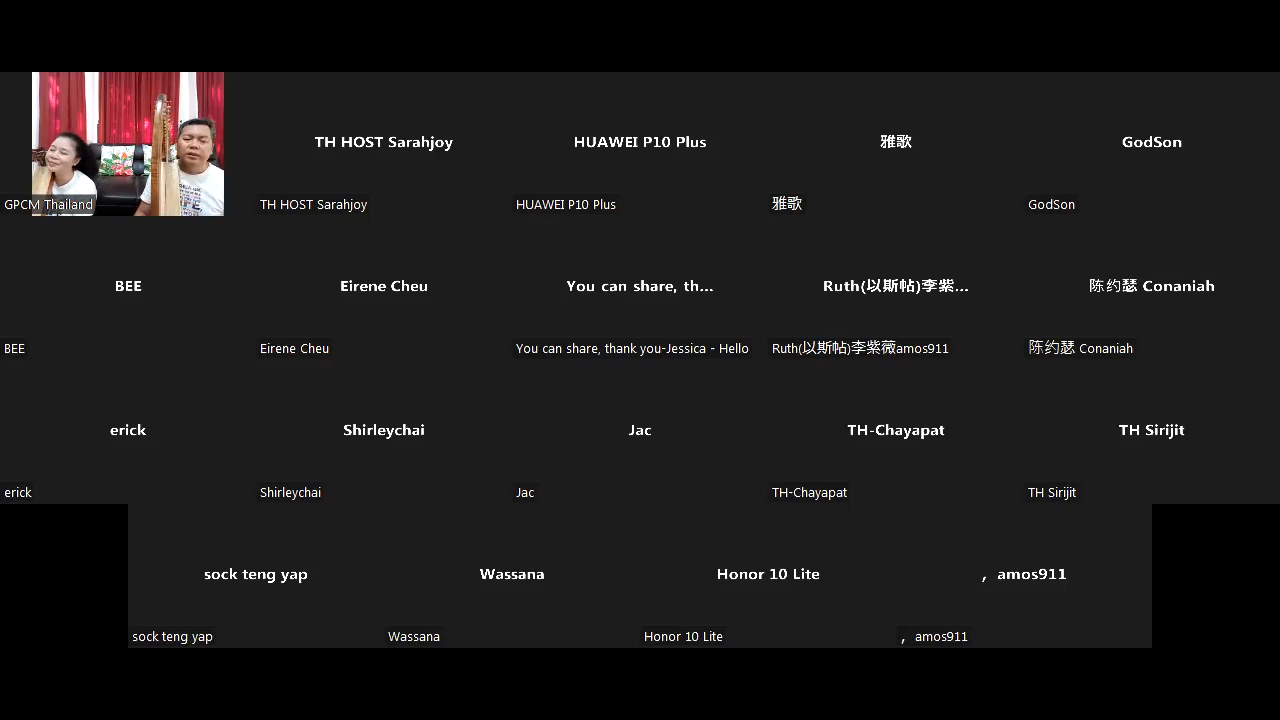 TH HOST Sarahjoy
HUAWEI P10 Plus
雅歌
GodSon
GPCM Thailand
TH HOST Sarahjoy
HUAWEI P10 Plus
雅歌
GodSon
BEE
Eirene Cheu
You can share, th...
Ruth(以斯帖)李紫...
陈约瑟 Conaniah
BEE
Eirene Cheu
You can share, thank you-Jessica - Hello
Ruth(以斯帖)李紫薇amos911
陈约瑟 Conaniah
erick
Shirleychai
Jac
TH-Chayapat
TH Sirijit
erick
Shirleychai
Jac
TH-Chayapat
TH Sirijit
sock teng yap
Wassana
Honor 10 Lite
，amos911
sock teng yap
Wassana
Honor 10 Lite
，amos911